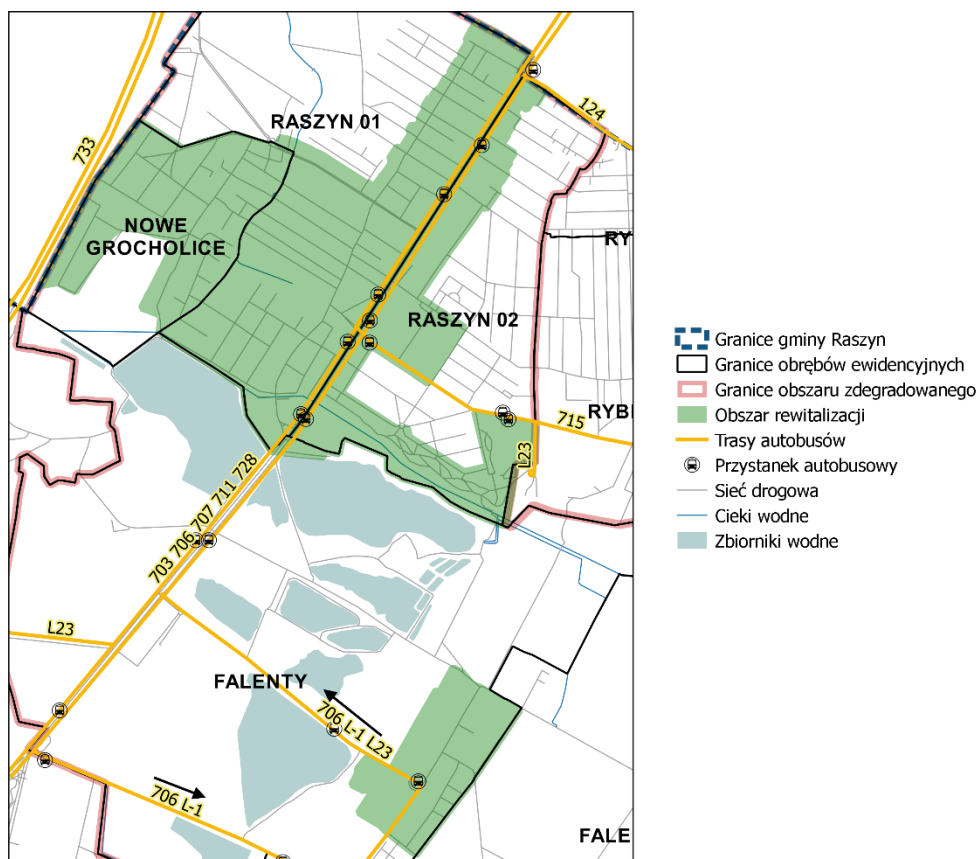 124
RASZYN 01
733
NOWE
GROCHOLICE
RY
RASZYN 02
RYBI
715
L23
703 706 707 711 728
L23
FALENTY
706 L-1 L23
706 L-1
FALE
Granice gminy Raszyn
Granice obrębów ewidencyjnych
Granice obszaru zdegradowanego
Obszar rewitalizacji
Trasy autobusów
Przystanek autobusowy
Sieć drogowa
Cieki wodne
Zbiorniki wodne